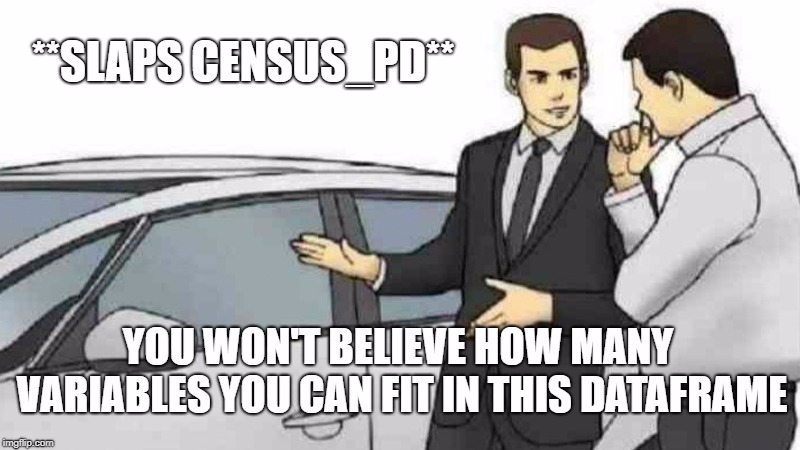 **SLAPS CENSUS_PD**
YOU WON'T BELIEVE HOW MANY
VARIABLES YOU CAN FIT IN THIS DATAFRAME
imgflip.com